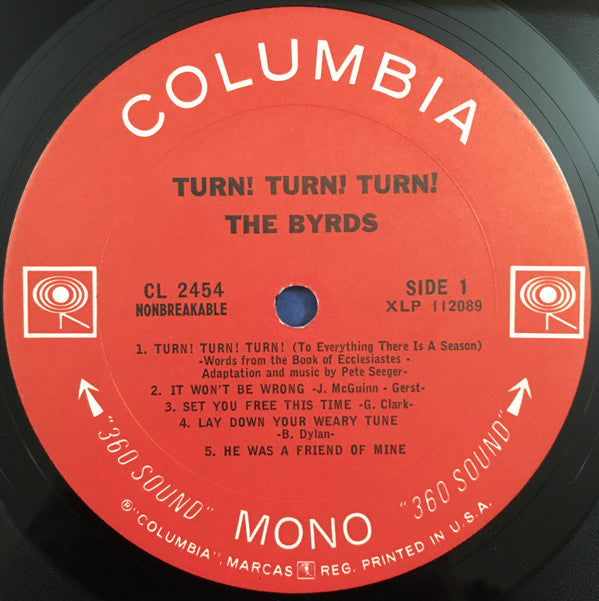 COLUMBIA
TURN! TURN! TURN!
THE BYRDS
CL 2454
NONBREAKABLE
SIDE 1
XLP 112089
1. TURN! TURN! TURN! (To Everything There Is A Season)
-Words from the Book of Ecclesiastes -
Adaptation and music by Pete Seeger-
2. IT WON'T BE WRONG -J. McGuinn - Gerst-
3. SET YOU FREE THIS TIME -G. Clark-
4. LAY DOWN YOUR WEARY TUNE
-B. Dylan-
5. HE WAS A FRIEND OF MINE
"360 SOUND"
MONO
"360 SOUND"
®"COLUMBIA", MARCAS REG. PRINTED IN U.S.A.